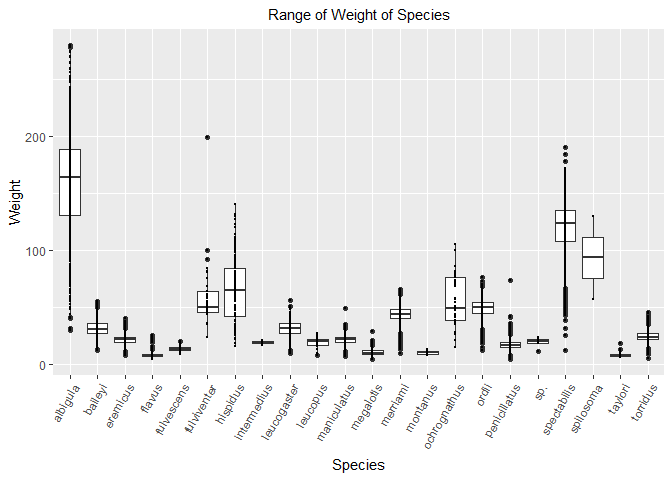 Range of Weight of Species
Weight
200
100
0
albigula
baileyi
eremicus
flavus
fulvescens
fulviventer
hispidus
intermedius
leucogaster
leucopus
maniculatus
megalotis
merriami
montanus
ochrognathus
ordii
penicillatus
sp.
spectabilis
spilosoma
taylori
torridus
Species